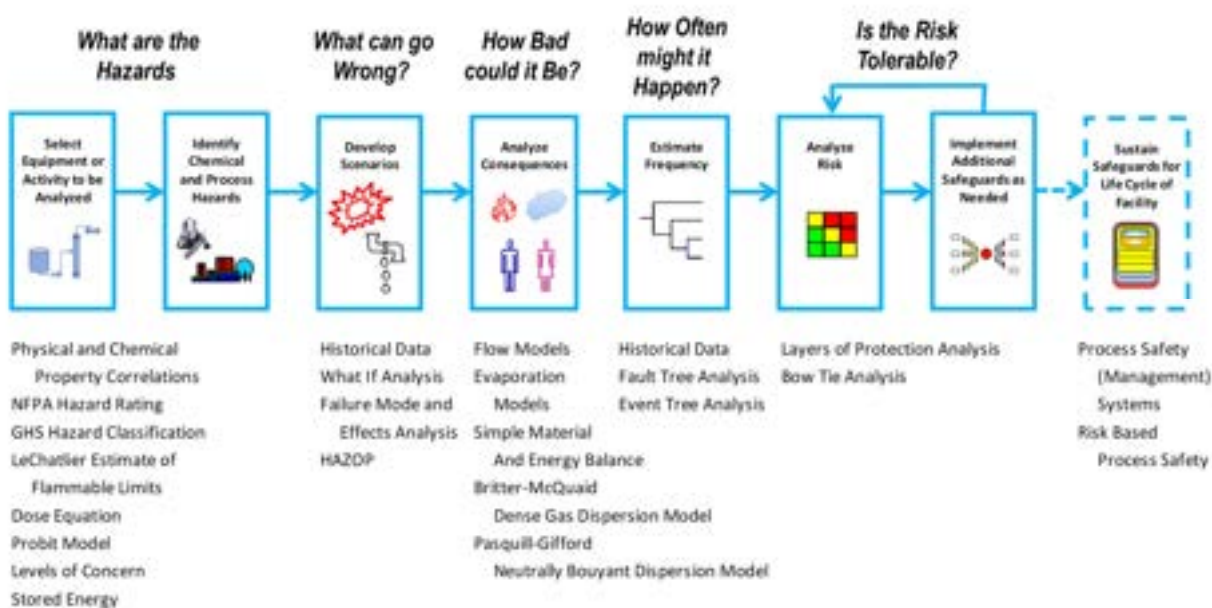 What are the
Hazards
What can go
Wrong?
How Bad
could it Be?
How Often
might it
Happen?
Is the Risk
Tolerable?
Select
Equipment or
Activity to be
Analyzed
Identify
Chemical
and Process
Hazards
Develop
Scenarios
Analyze
Consequences
Estimate
Frequency
Analyze
Risk
Implement
Additional
Safeguards as
Needed
Sustain
Safeguards for
Life Cycle of
Facility
Physical and Chemical
Property Correlations
NFPA Hazard Rating
GHS Hazard Classification
LeChatlier Estimate of
Flammable Limits
Dose Equation
Probit Model
Levels of Concern
Stored Energy
Historical Data
What If Analysis
Failure Mode and
Effects Analysis
HAZOP
Flow Models
Evaporation
Models
Simple Material
And Energy Balance
Britter-McQuaid
Dense Gas Dispersion Model
Pasquill-Gifford
Neutrally Bouyant Dispersion Model
Historical Data
Fault Tree Analysis
Event Tree Analysis
Layers of Protection Analysis
Bow Tie Analysis
Process Safety
(Management)
Systems
Risk Based
Process Safety